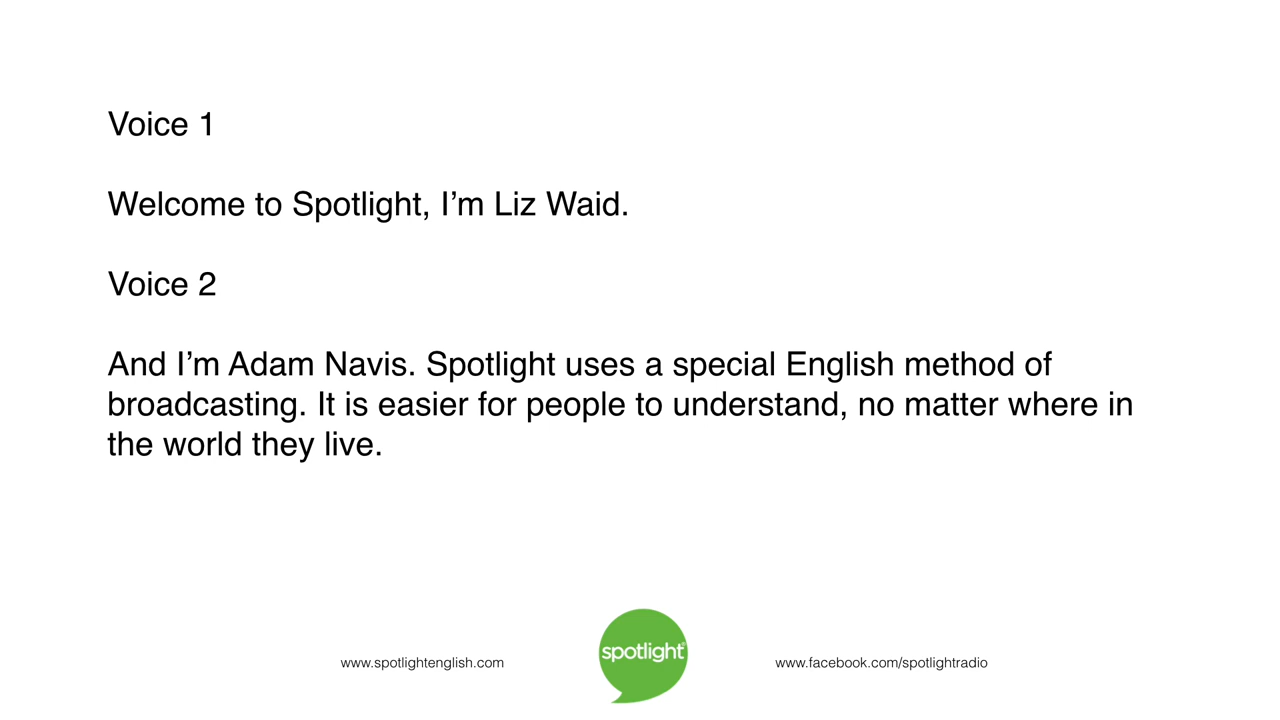 Voice 1
Welcome to Spotlight, I’m Liz Waid.
Voice 2
And I’m Adam Navis. Spotlight uses a special English method of
broadcasting. It is easier for people to understand, no matter where in
the world they live.
www.spotlightenglish.com
spotlight®
www.facebook.com/spotlightradio